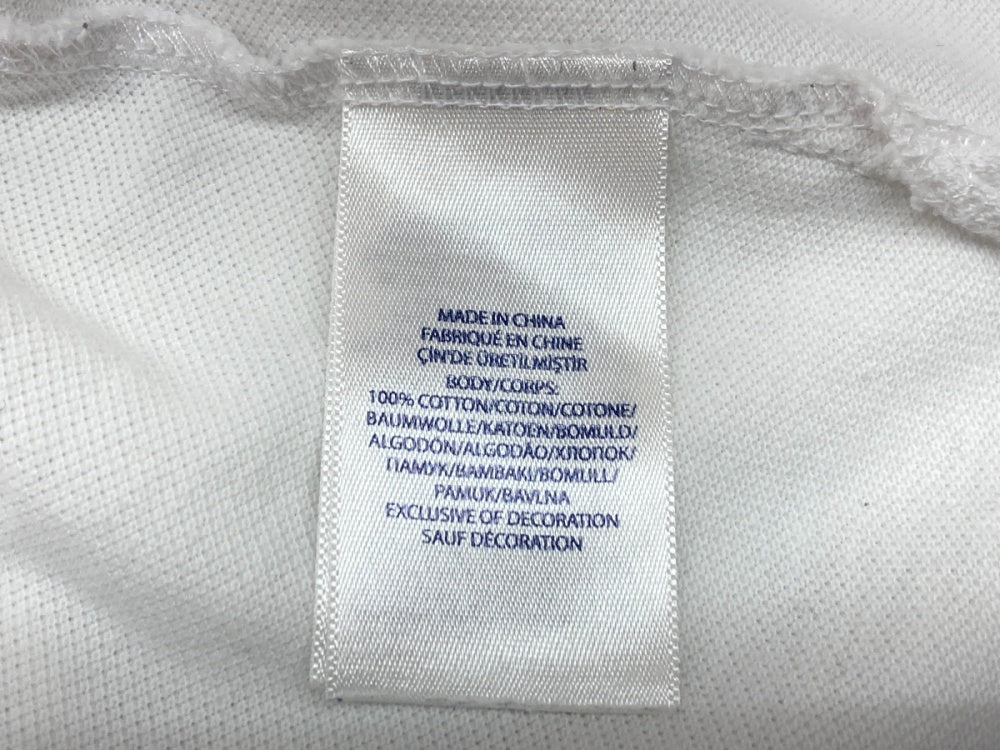 MADE IN CHINA
FABRIQUÉ EN CHINE
ÇİN'DE ÜRETİLMİŞTİR
BODY/CORPS:
100% COTTON/COTON/COTONE/
BAUMWOLLE/KATOEN/BOMULD/
ALGODÓN/ALGODÃO/ХЛОПОК/
ПАМУК/BAMBAKI/BOMULL/
PAMUK/BAVLNA
EXCLUSIVE OF DECORATION
SAUF DÉCORATION